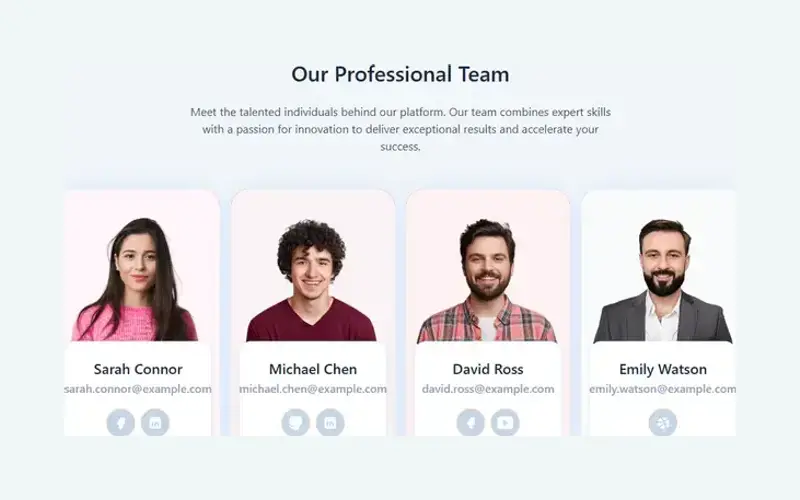 Our Professional Team
Meet the talented individuals behind our platform. Our team combines expert skills
with a passion for innovation to deliver exceptional results and accelerate your
success.
Sarah Connor
sarah.connor@example.com
Michael Chen
michael.chen@example.com
David Ross
david.ross@example.com
Emily Watson
emily.watson@example.com